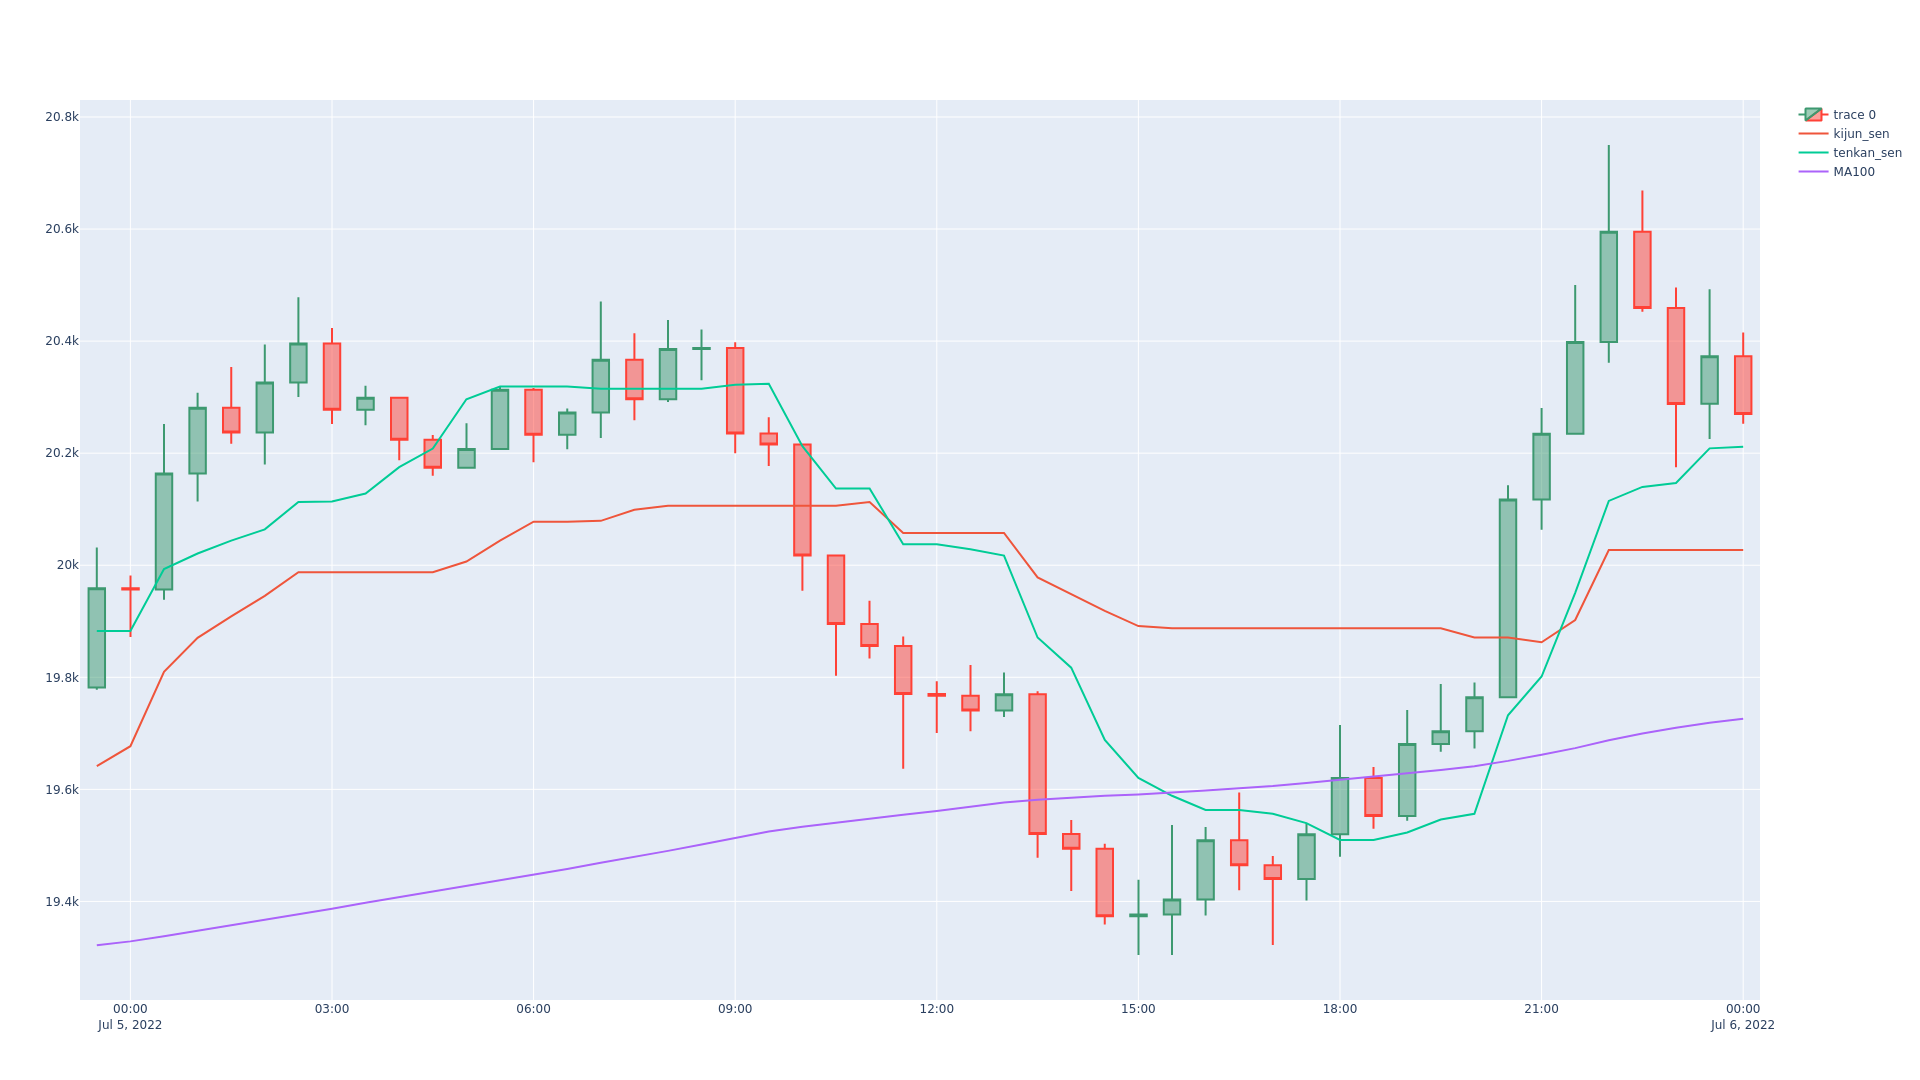 20.8k
20.6k
20.4k
20.2k
20k
19.8k
19.6k
19.4k
00:00
Jul 5, 2022
03:00
06:00
09:00
12:00
15:00
18:00
21:00
00:00
Jul 6, 2022
trace 0
kijun_sen
tenkan_sen
MA100